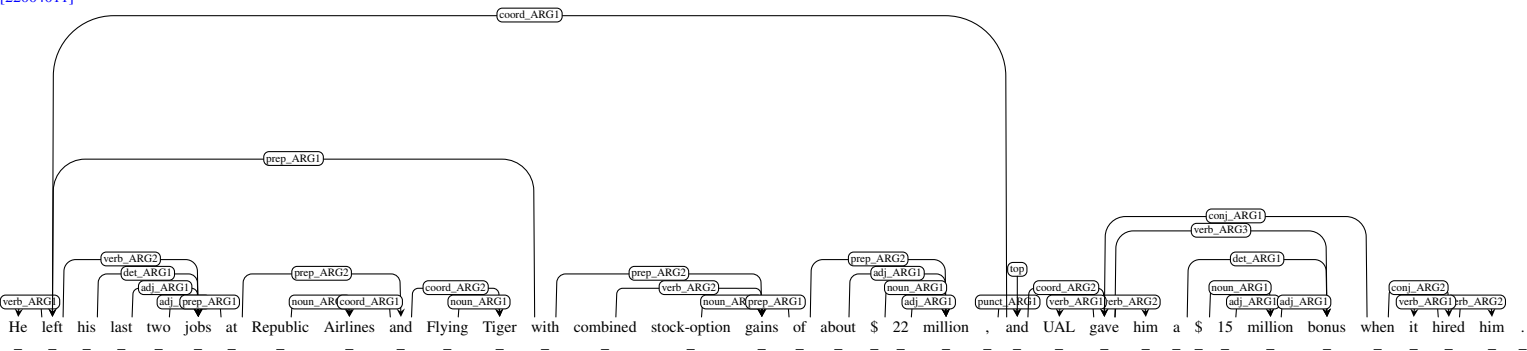 coord_ARG1
prep_ARG1
conj_ARG1
verb_ARG3
verb_ARG2 prep_ARG2 det_ARG1
det_ARG1 prep_ARG2 prep_ARG2 adj_ARG1 top
adj_ARG1 coord_ARG2 verb_ARG2 noun_ARG1 coord_ARG2 noun_ARG1 conj_ARG2
verb_ARG1 prep_ARG1 coord_ARG1 noun_ARG1 prep_ARG1 adj_ARG1 punct_ARG1 verb_ARG1 adj_ARG1 adj_ARG1 verb_ARG1
He left his last two jobs at Republic Airlines and Flying Tiger with combined stock-option gains of about $ 22 million , and UAL gave him a $ 15 million bonus when it hired him .
_ _ _ _ _ _ _ _ _ _ _ _ _ _ _ _ _ _ _ _ _ _ _ _ _ _ _ _ _ _ _ _ _ _ _ _ _